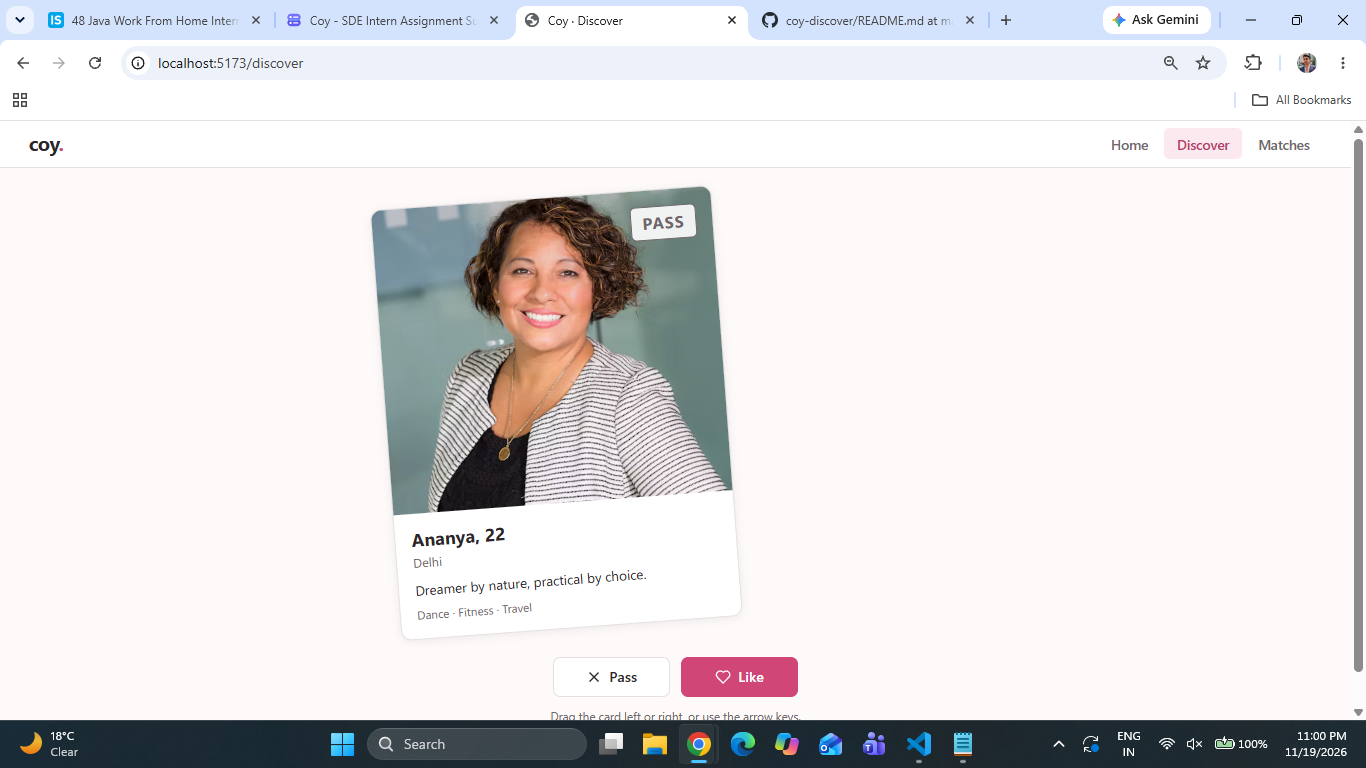 48 Java Work From Home Intern
Coy - SDE Intern Assignment Su
Coy · Discover
coy-discover/README.md at m
Ask Gemini
localhost:5173/discover
All Bookmarks
coy.
Home
Discover
Matches
PASS
Ananya, 22
Delhi
Dreamer by nature, practical by choice.
Dance · Fitness · Travel
Pass
Like
Drag the card left or right, or use the arrow keys.
18°C
Clear
Search
ENG
IN
100%
11:00 PM
11/19/2026